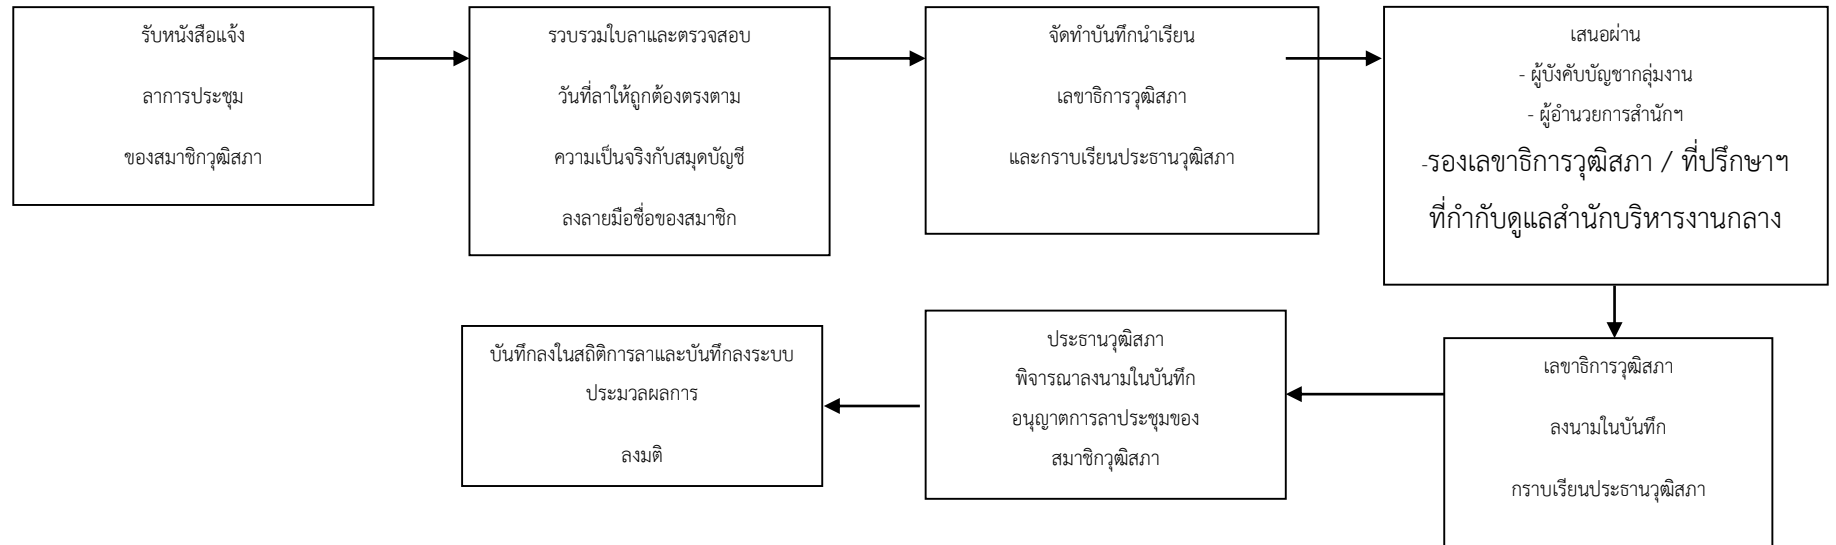 รับหนังสือแจ้ง
ลาการประชุม
ของสมาชิกวุฒิสภา
รวบรวมใบลาและตรวจสอบ
วันที่ลาให้ถูกต้องตรงตาม
ความเป็นจริงกับสมุดบัญชี
ลงลายมือชื่อของสมาชิก
จัดทำบันทึกนำเรียน
เลขาธิการวุฒิสภา
และกราบเรียนประธานวุฒิสภา
เสนอผ่าน
- ผู้บังคับบัญชากลุ่มงาน
- ผู้อำนวยการสำนักฯ
-รองเลขาธิการวุฒิสภา / ที่ปรึกษาฯ
ที่กำกับดูแลสำนักบริหารงานกลาง
เลขาธิการวุฒิสภา
ลงนามในบันทึก
กราบเรียนประธานวุฒิสภา
ประธานวุฒิสภา
พิจารณาลงนามในบันทึก
อนุญาตการลาประชุมของ
สมาชิกวุฒิสภา
บันทึกลงในสถิติการลาและบันทึกลงระบบ
ประมวลผลการ
ลงมติ